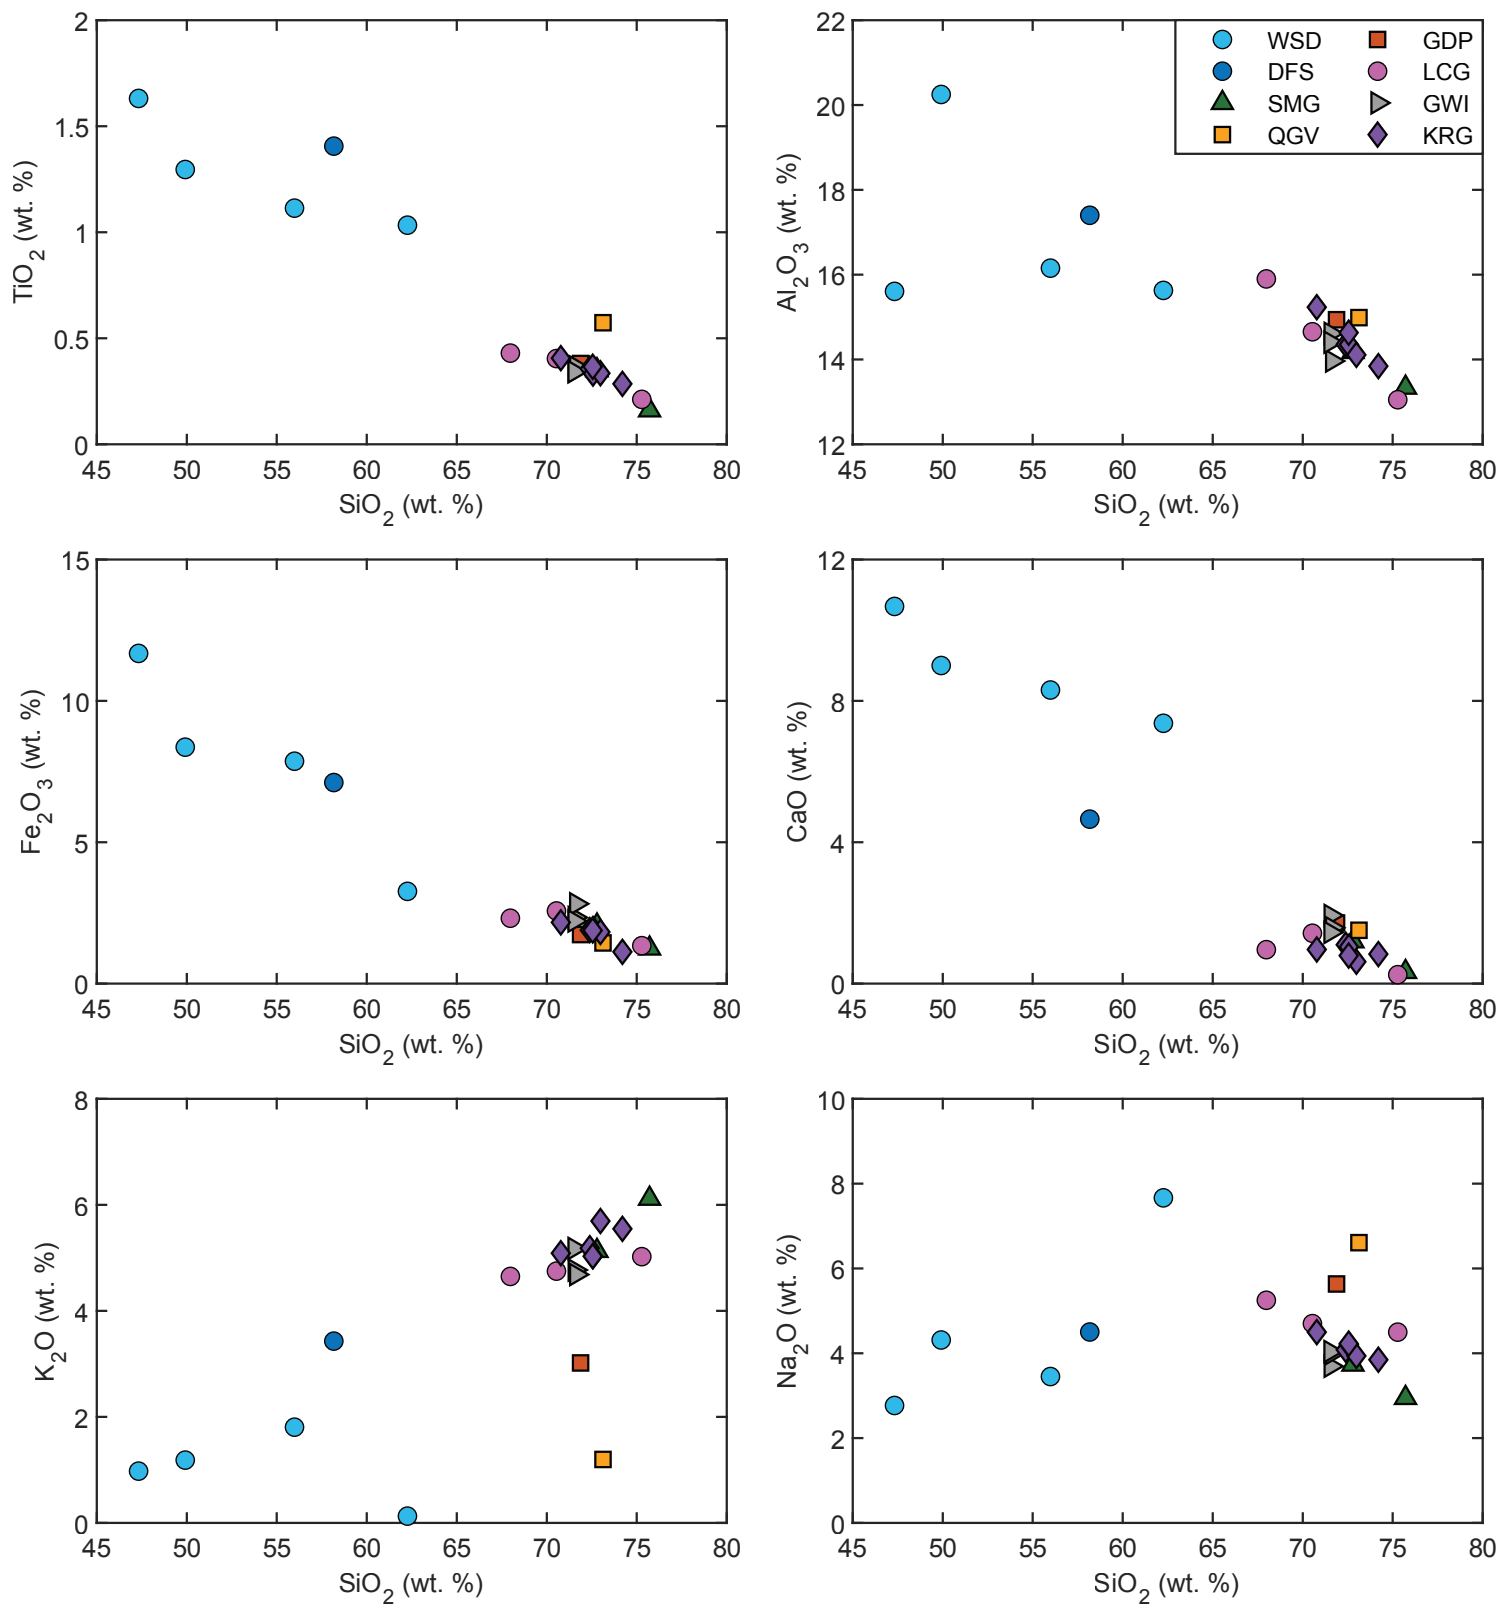 2
1.5
1
0.5
0
45 50 55 60 65 70 75 80
TiO2 (wt. %)
SiO2 (wt. %)
22
20
18
16
14
12
45 50 55 60 65 70 75 80
Al2O3 (wt. %)
SiO2 (wt. %)
WSD GDP
DFS LCG
SMG GWI
QGV KRG
15
10
5
0
45 50 55 60 65 70 75 80
Fe2O3 (wt. %)
SiO2 (wt. %)
12
8
4
0
45 50 55 60 65 70 75 80
CaO (wt. %)
SiO2 (wt. %)
8
6
4
2
0
45 50 55 60 65 70 75 80
K2O (wt. %)
SiO2 (wt. %)
10
8
6
4
2
0
45 50 55 60 65 70 75 80
Na2O (wt. %)
SiO2 (wt. %)